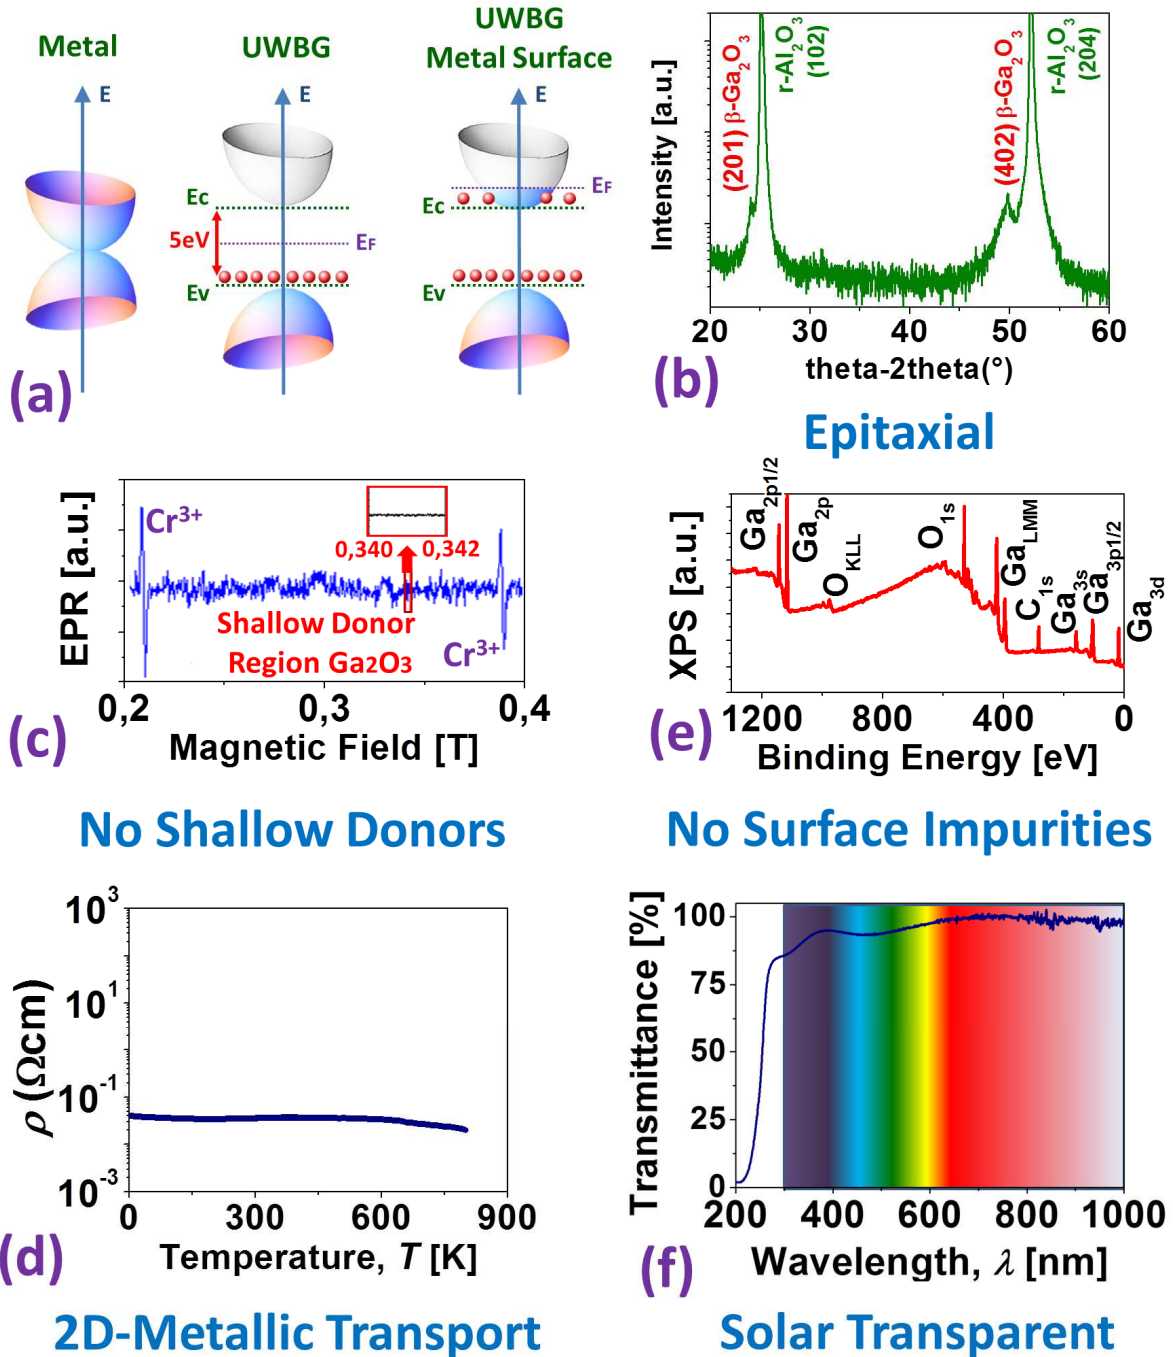 Metal
UWBG
UWBG
Metal Surface
E
E
E
Ec
5eV
EF
Ev
EF
Ec
Ev
(a)
Intensity [a.u.]
(201) β-Ga2O3
r-Al2O3
(102)
(402) β-Ga2O3
r-Al2O3
(204)
20 30 40 50 60
theta-2theta(°)
(b)
Epitaxial
EPR [a.u.]
Cr3+
0,340 0,342
Shallow Donor
Region Ga2O3
Cr3+
0,2 0,3 0,4
Magnetic Field [T]
(c)
No Shallow Donors
XPS [a.u.]
Ga2p1/2
Ga2p
OKLL
O1s
GaLMM
C1s
Ga3s
Ga3p1/2
Ga3d
1200 800 400 0
Binding Energy [eV]
(e)
No Surface Impurities
ρ (Ωcm)
10^3
10^1
10^-1
10^-3
0 300 600 900
Temperature, T [K]
(d)
2D-Metallic Transport
Transmittance [%]
100
75
50
25
0
200 400 600 800 1000
Wavelength, λ [nm]
(f)
Solar Transparent